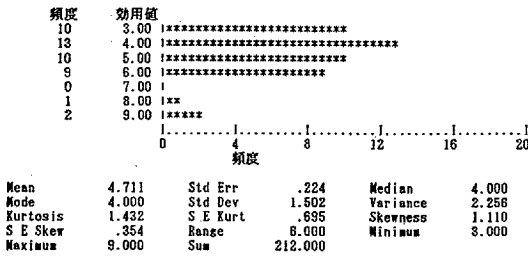 頻度 効用値
10 3.00 I*************************
13 4.00 I********************************
10 5.00 I*************************
9 6.00 I**********************
0 7.00 I
1 8.00 I**
2 9.00 I*****
I.........I.........I.........I.........I.........I
0 4 8 12 16 20
頻度
Mean 4.711 Std Err .224 Median 4.000
Mode 4.000 Std Dev 1.502 Variance 2.256
Kurtosis 1.432 S E Kurt .695 Skewness 1.110
S E Skew .354 Range 6.000 Minimum 3.000
Maximum 9.000 Sum 212.000